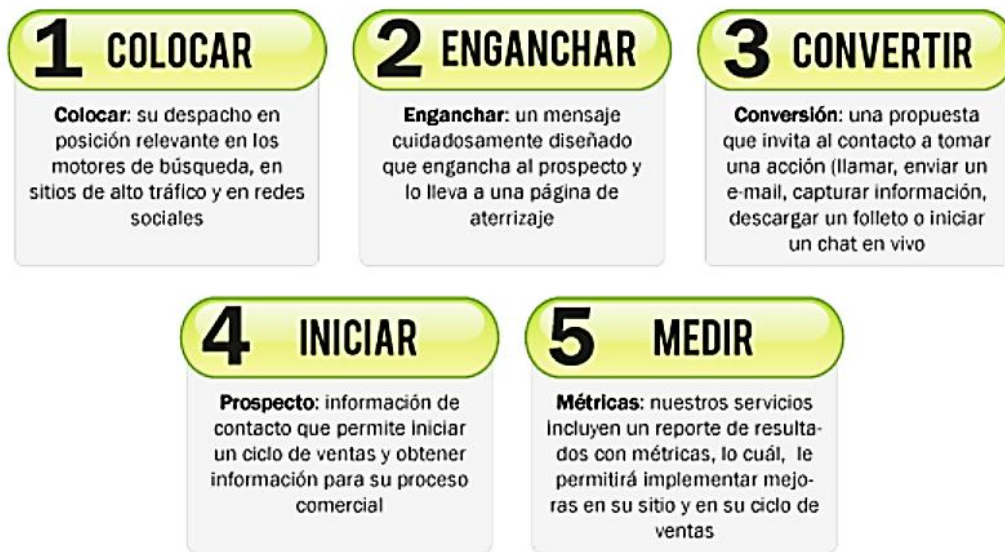 1 COLOCAR
Colocar: su despacho en
posición relevante en los
motores de búsqueda, en
sitios de alto tráfico y en redes
sociales
2 ENGANCHAR
Enganchar: un mensaje
cuidadosamente diseñado
que engancha al prospecto y
lo lleva a una página de
aterrizaje
3 CONVERTIR
Conversión: una propuesta
que invita al contacto a tomar
una acción (llamar, enviar un
e-mail, capturar información,
descargar un folleto o iniciar
un chat en vivo
4 INICIAR
Prospecto: información de
contacto que permite iniciar
un ciclo de ventas y obtener
información para su proceso
comercial
5 MEDIR
Métricas: nuestros servicios
incluyen un reporte de resulta-
dos con métricas, lo cuál, le
permitirá implementar mejo-
ras en su sitio y en su ciclo de
ventas